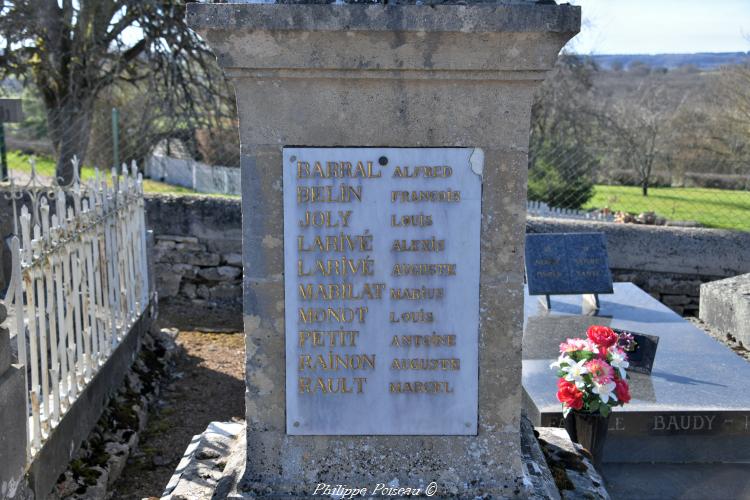 BARRAL ALFRED
BELIN FRANÇOIS
JOLY LOUIS
LARIVÉ ALEXIS
LARIVÉ AUGUSTE
MABILAT MARIUS
MONOT LOUIS
PETIT ANTOINE
RAINON AUGUSTE
RAULT MARCEL
BAUDY
Philippe Poiseau ©